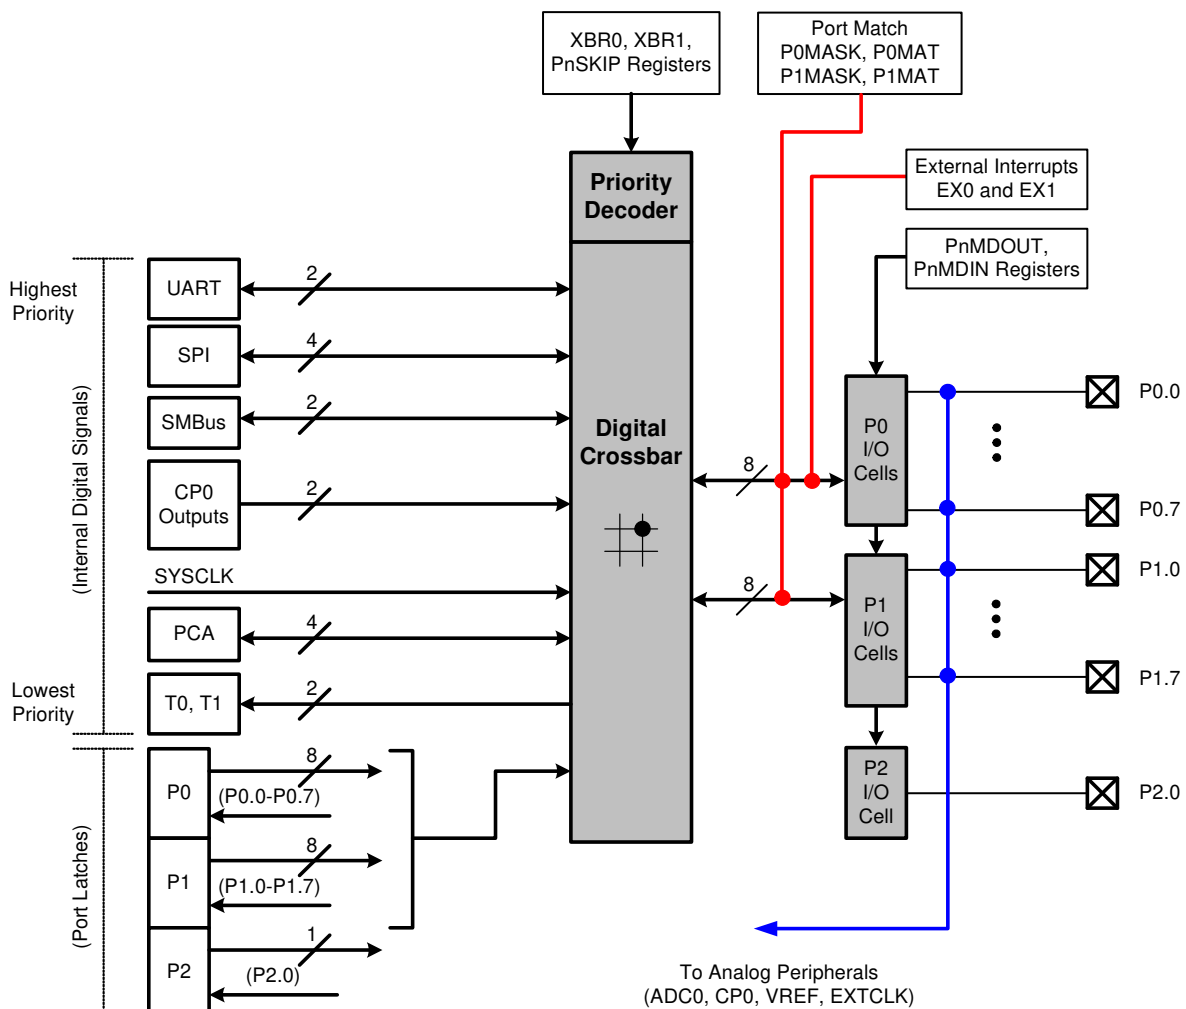 XBR0, XBR1,
PnSKIP Registers
Port Match
P0MASK, P0MAT
P1MASK, P1MAT
External Interrupts
EX0 and EX1
PnMDOUT,
PnMDIN Registers
Priority
Decoder
Digital
Crossbar
Highest
Priority
(Internal Digital Signals)
Lowest
Priority
(Port Latches)
UART
2
SPI
4
SMBus
2
CP0
Outputs
2
SYSCLK
PCA
4
T0, T1
2
P0
8
(P0.0-P0.7)
P1
8
(P1.0-P1.7)
P2
1
(P2.0)
8
8
P0
I/O
Cells
P1
I/O
Cells
P2
I/O
Cell
P0.0
P0.7
P1.0
P1.7
P2.0
To Analog Peripherals
(ADC0, CP0, VREF, EXTCLK)